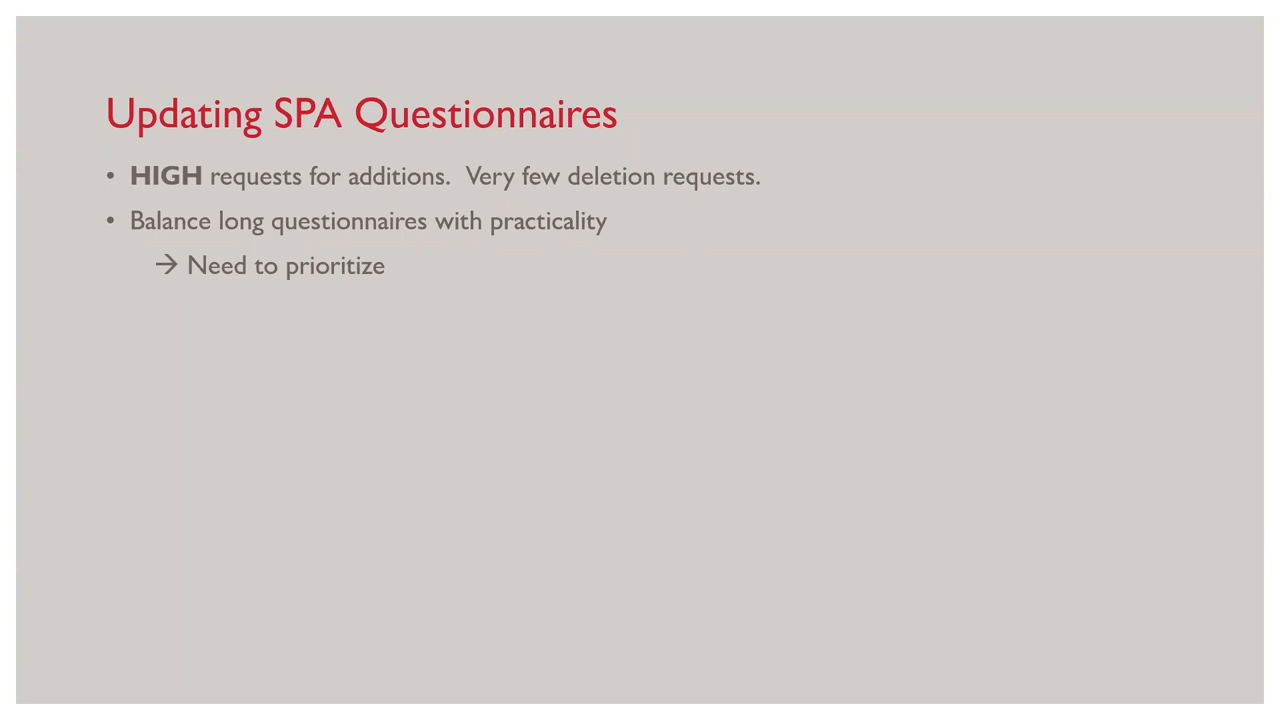 Updating SPA Questionnaires
• HIGH requests for additions.  Very few deletion requests.
• Balance long questionnaires with practicality
→ Need to prioritize